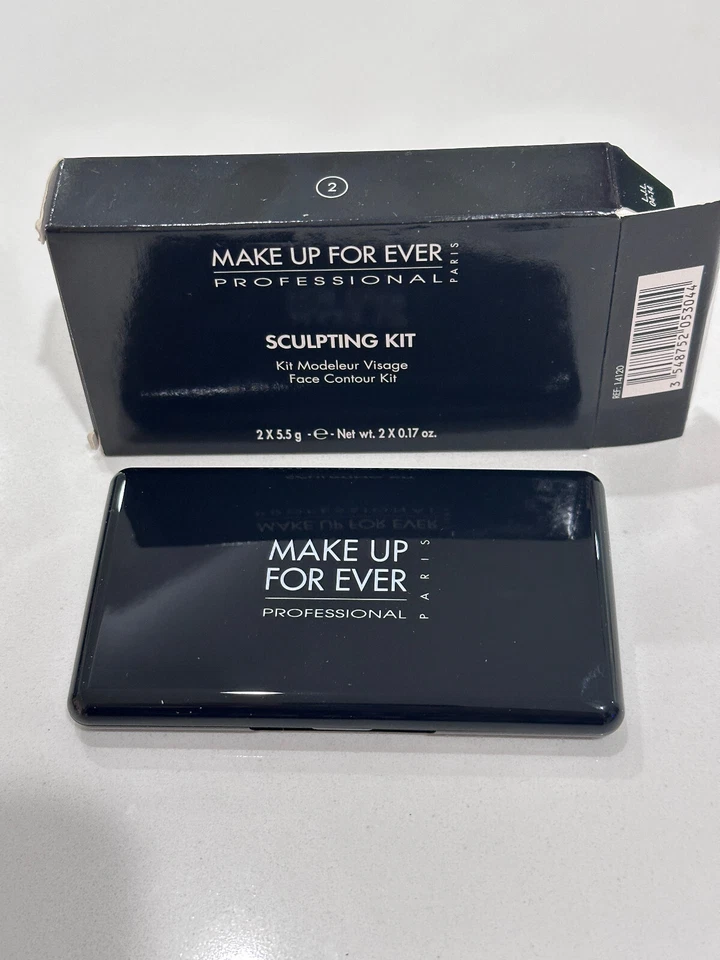 2
MAKE UP FOR EVER
PROFESSIONAL
PARIS
SCULPTING KIT
Kit Modeleur Visage
Face Contour Kit
2 X 5.5 g - ℮ - Net wt. 2 X 0.17 oz.
REF: 14120
3 548752 053044
MAKE UP
FOR EVER
PROFESSIONAL
PARIS